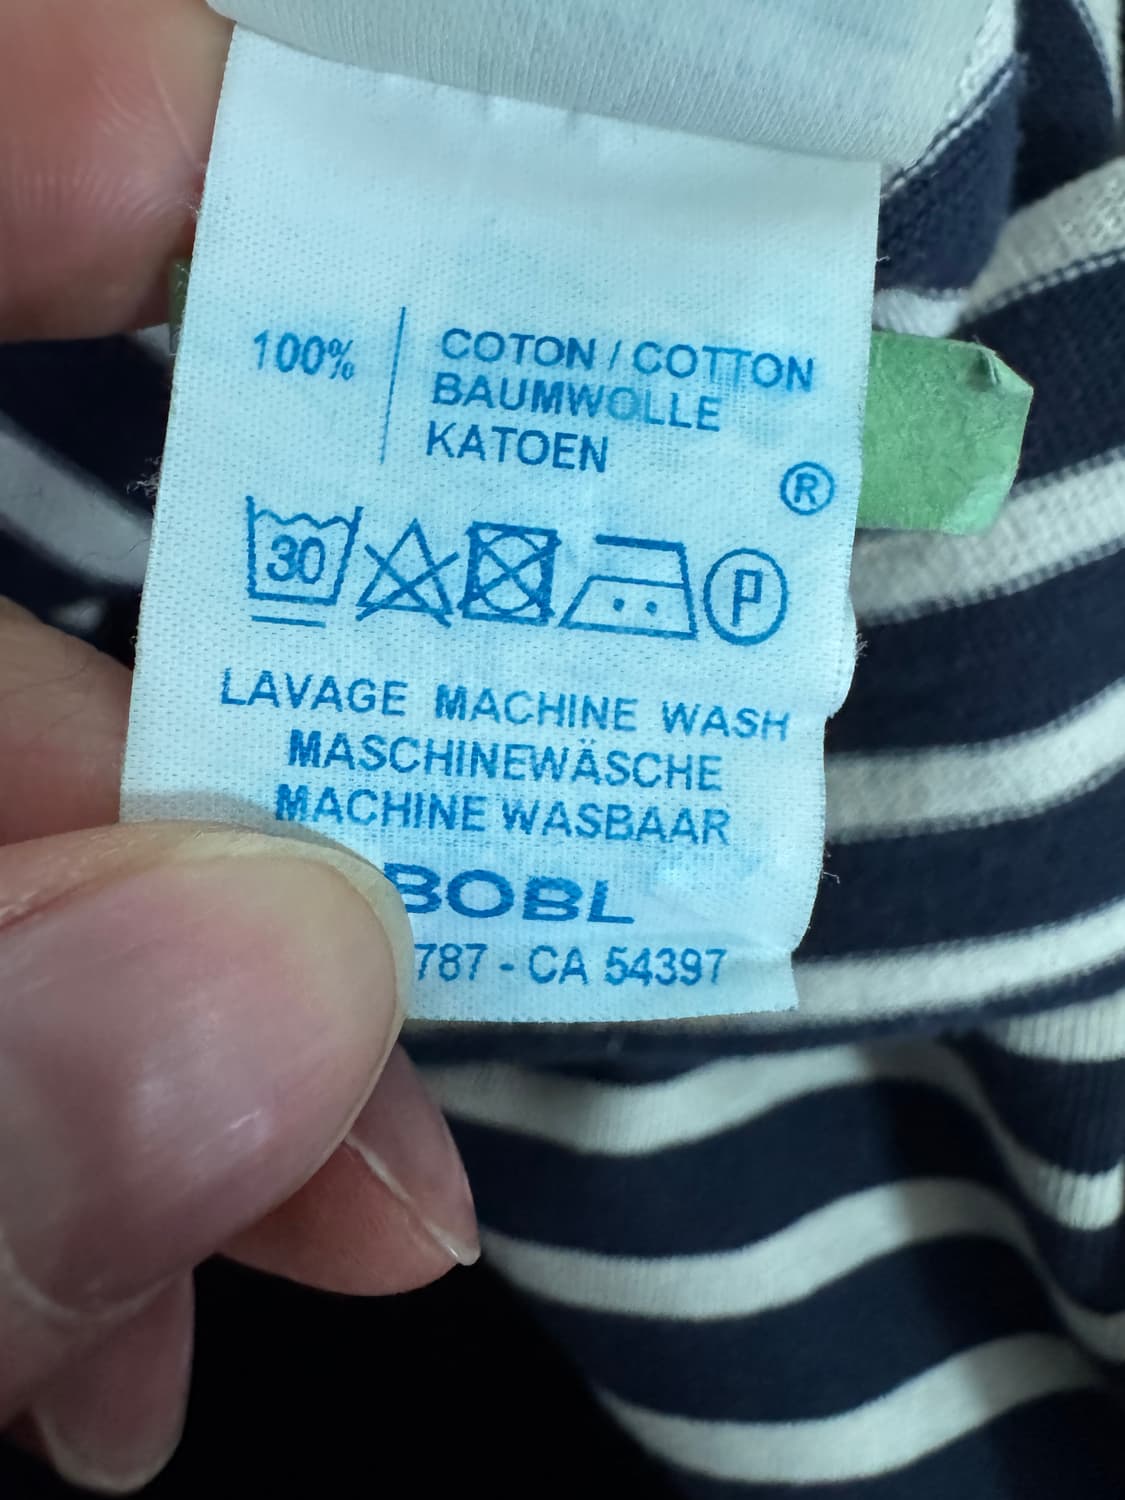 100% COTON / COTTON
BAUMWOLLE
KATOEN
®
30 P
LAVAGE MACHINE WASH
MASCHINEWÄSCHE
MACHINE WASBAAR
BOBL
787 - CA 54397